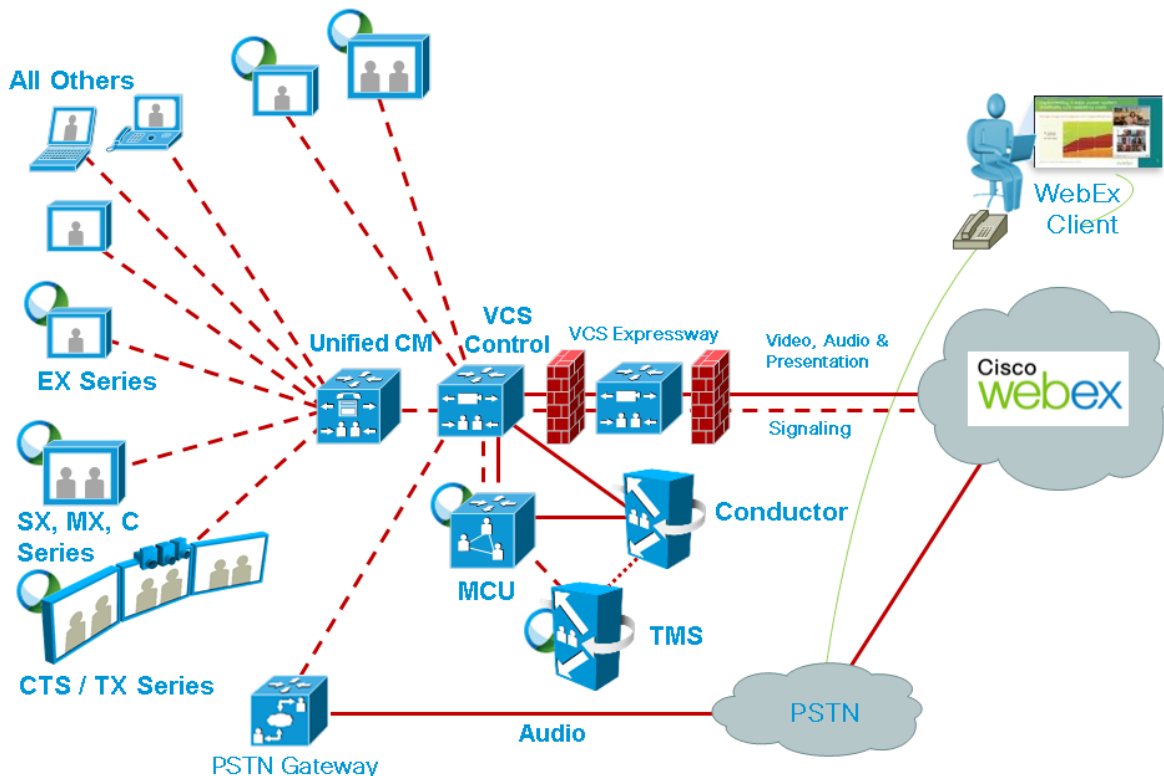 All Others
EX Series
SX, MX, C
Series
CTS / TX Series
Unified CM
VCS
Control
VCS Expressway
Video, Audio &
Presentation
Signaling
WebEx
Client
Cisco
webex
Conductor
MCU
TMS
PSTN Gateway
Audio
PSTN